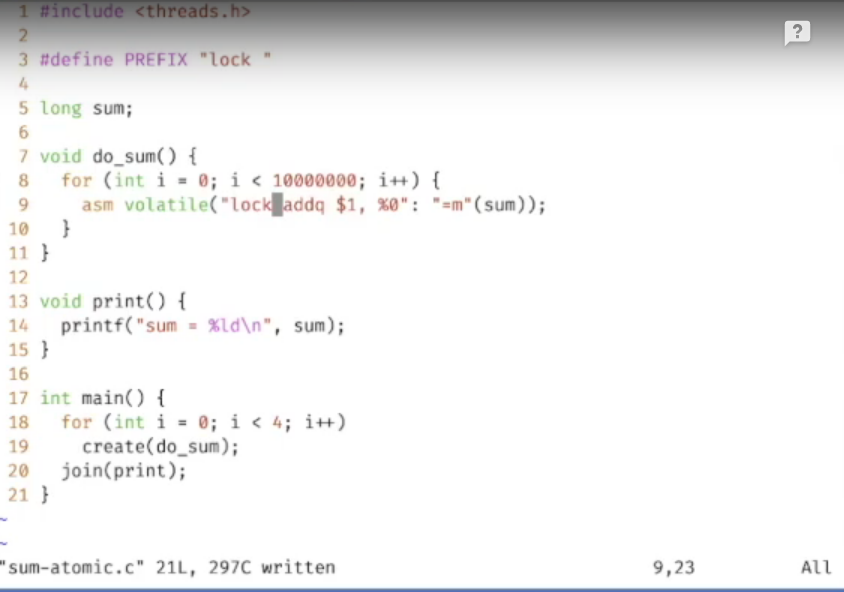 1 #include <threads.h>
2
3 #define PREFIX "lock "
4
5 long sum;
6
7 void do_sum() {
8   for (int i = 0; i < 10000000; i++) {
9     asm volatile("lock addq $1, %0": "=m"(sum));
10   }
11 }
12
13 void print() {
14   printf("sum = %ld\n", sum);
15 }
16
17 int main() {
18   for (int i = 0; i < 4; i++)
19     create(do_sum);
20   join(print);
21 }
~
~
"sum-atomic.c" 21L, 297C written 9,23 All
?